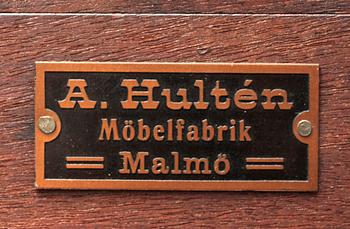 A. Hultén
Möbelfabrik
Malmö